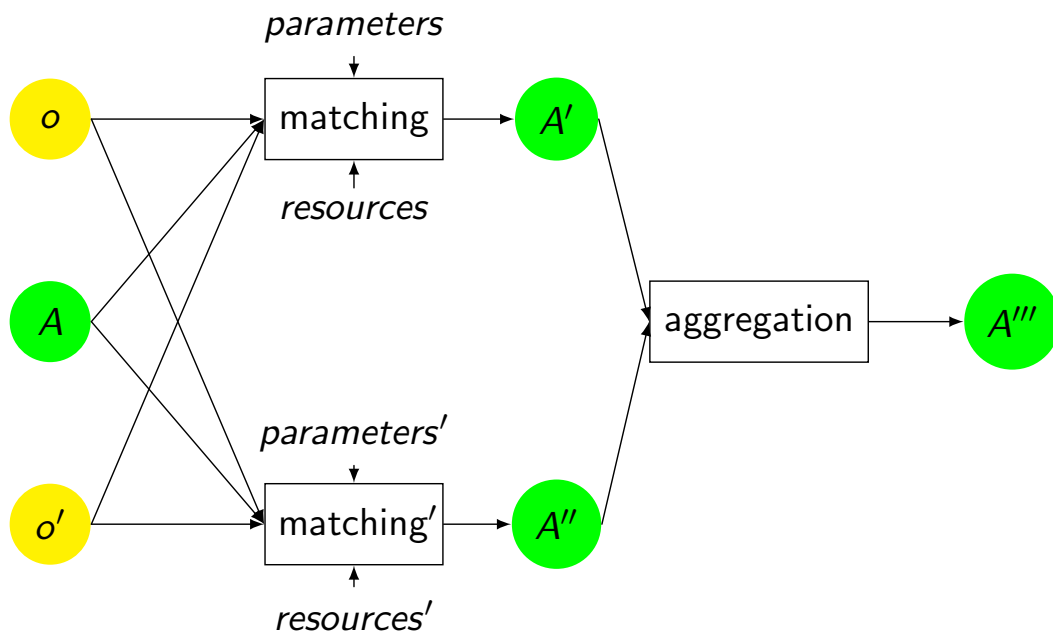 parameters
o
matching
A′
resources
A
aggregation
A‴
parameters′
o′
matching′
A″
resources′